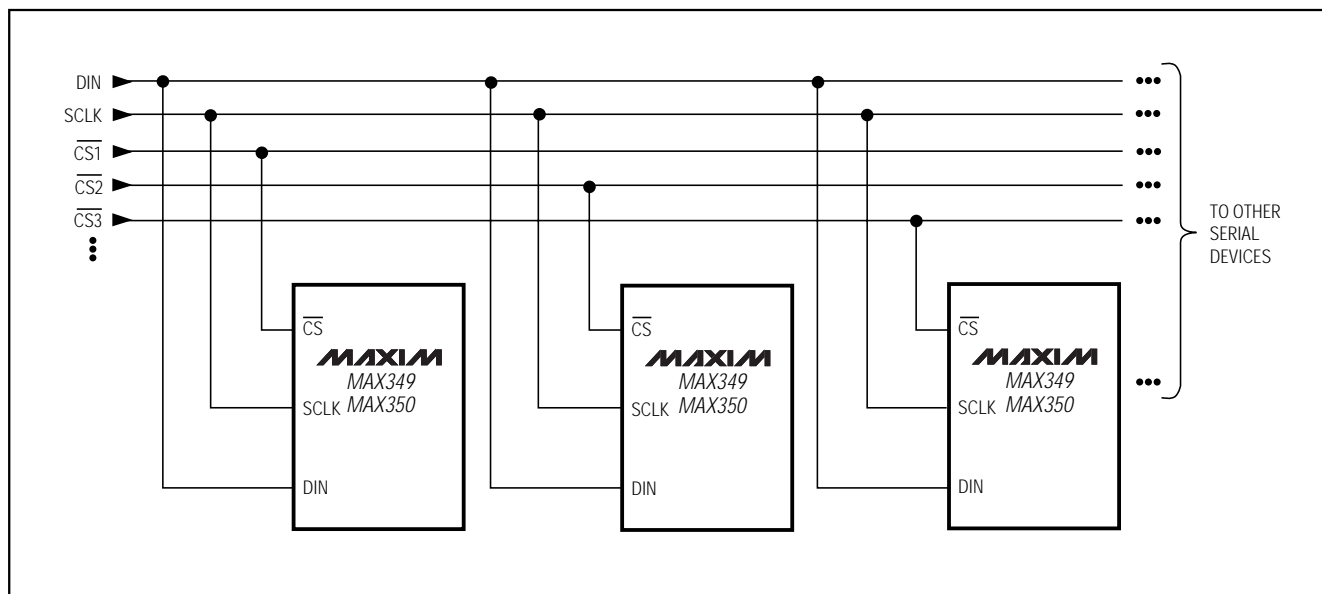 DIN
SCLK
CS1
CS2
CS3
TO OTHER
SERIAL
DEVICES
CS
MAXIM
MAX349
SCLK MAX350
DIN
CS
MAXIM
MAX349
SCLK MAX350
DIN
CS
MAXIM
MAX349
SCLK MAX350
DIN